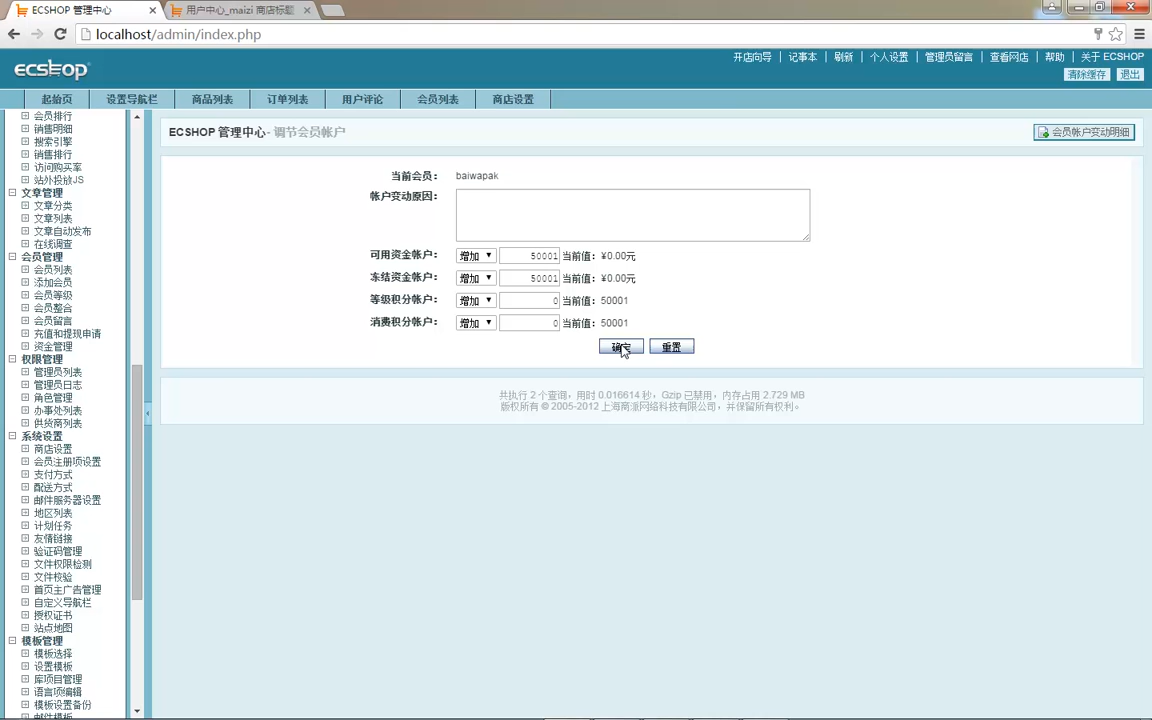 ECSHOP 管理中心
用户中心_maizi 商店标题
localhost/admin/index.php
ECSHOP
开店向导 | 记事本 | 刷新 | 个人设置 | 管理员留言 | 查看网店 | 帮助 | 关于 ECSHOP
清除缓存 退出
起始页 设置导航栏 商品列表 订单列表 用户评论 会员列表 商店设置
会员排行
销售明细
搜索引擎
销售排行
访问购买率
站外投放JS
文章管理
文章分类
文章列表
文章自动发布
在线调查
会员管理
会员列表
添加会员
会员等级
会员整合
会员留言
充值和提现申请
资金管理
权限管理
管理员列表
管理员日志
角色管理
办事处列表
供货商列表
系统设置
商店设置
会员注册项设置
支付方式
配送方式
邮件服务器设置
地区列表
计划任务
友情链接
验证码管理
文件权限检测
文件校验
首页主广告管理
自定义导航栏
授权证书
站点地图
模板管理
模板选择
设置模板
库项目管理
语言项编辑
模板设置备份
邮件模板
ECSHOP 管理中心 - 调节会员帐户
会员帐户变动明细
当前会员: baiwapak
帐户变动原因:
可用资金帐户: 增加 50001 当前值: ¥0.00元
冻结资金帐户: 增加 50001 当前值: ¥0.00元
等级积分帐户: 增加 0 当前值: 50001
消费积分帐户: 增加 0 当前值: 50001
确定 重置
共执行 2 个查询，用时 0.016614 秒，Gzip 已禁用，内存占用 2.729 MB
版权所有 © 2005-2012 上海商派网络科技有限公司，并保留所有权利。